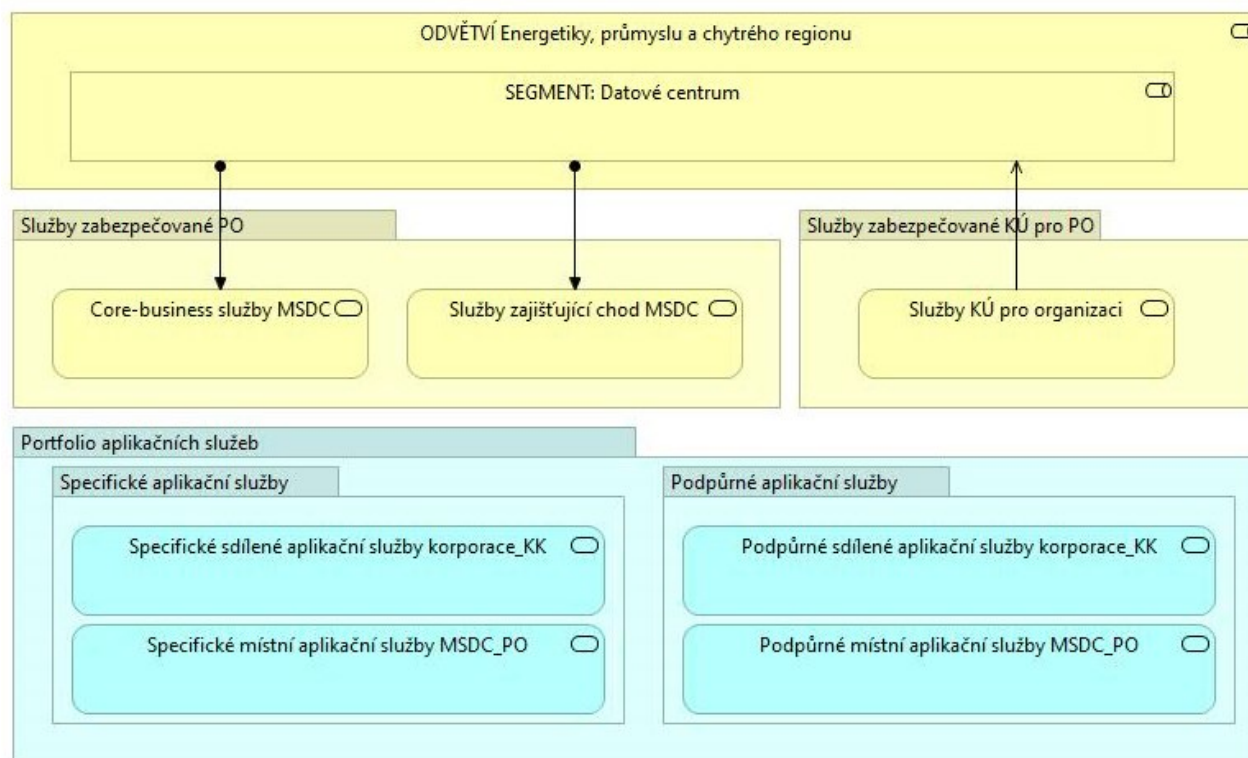 ODVĚTVÍ Energetiky, průmyslu a chytrého regionu
SEGMENT: Datové centrum
Služby zabezpečované PO
Služby zabezpečované KÚ pro PO
Core-business služby MSDC
Služby zajišťující chod MSDC
Služby KÚ pro organizaci
Portfolio aplikačních služeb
Specifické aplikační služby
Podpůrné aplikační služby
Specifické sdílené aplikační služby korporace_KK
Podpůrné sdílené aplikační služby korporace_KK
Specifické místní aplikační služby MSDC_PO
Podpůrné místní aplikační služby MSDC_PO